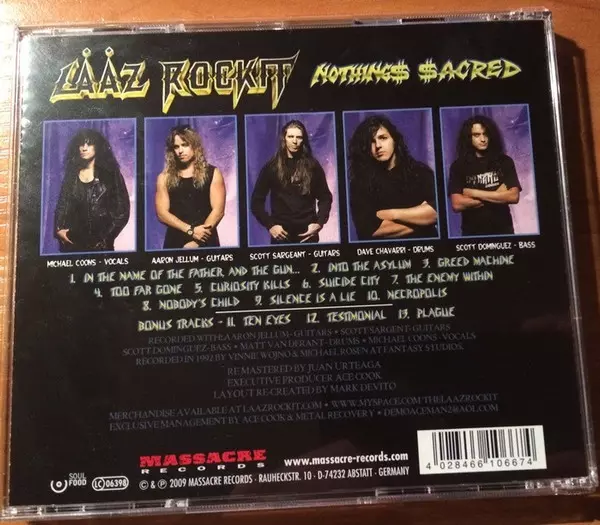 LÅÅZ ROCKIT NOTHING$ $ACRED
MICHAEL COONS - VOCALS AARON JELLUM - GUITARS SCOTT SARGEANT - GUITARS DAVE CHAVARRI - DRUMS SCOTT DOMINGUEZ - BASS
1. IN THE NAME OF THE FATHER AND THE GUN... 2. INTO THE ASYLUM 3. GREED MACHINE
4. TOO FAR GONE 5. CURIOSITY KILLS 6. SUICIDE CITY 7. THE ENEMY WITHIN
8. NOBODY'S CHILD 9. SILENCE IS A LIE 10. NECROPOLIS
BONUS TRACKS - 11. TEN EYES 12. TESTIMONIAL 13. PLAGUE
RECORDED WITH AARON JELLUM - GUITARS • SCOTT SARGENT- GUITARS
SCOTT DOMINGUEZ-BASS • MATT VAN DERANT - DRUMS • MICHAEL COONS - VOCALS
RECORDED IN 1992 BY VINNIE WOJNO & MICHAEL ROSEN AT FANTASY STUDIOS.
RE MASTERED BY JUAN URTEAGA
EXECUTIVE PRODUCER ACE COOK
LAYOUT RE-CREATED BY MARK DEVITO
MERCHANDISE AVAILABLE AT LAAZROCKIT.COM • WWW.MYSPACE.COM/THELAAZROCKIT
EXCLUSIVE MANAGEMENT BY ACE COOK & METAL RECOVERY • DEMOACEMAN2@AOL.COM
SOUL FOOD
LC 06398
MASSACRE
RECORDS
www.massacre-records.com
© & ℗ 2009 MASSACRE RECORDS · RAUHECKSTR. 10 · D-74232 ABSTATT · GERMANY
4 028466 106674